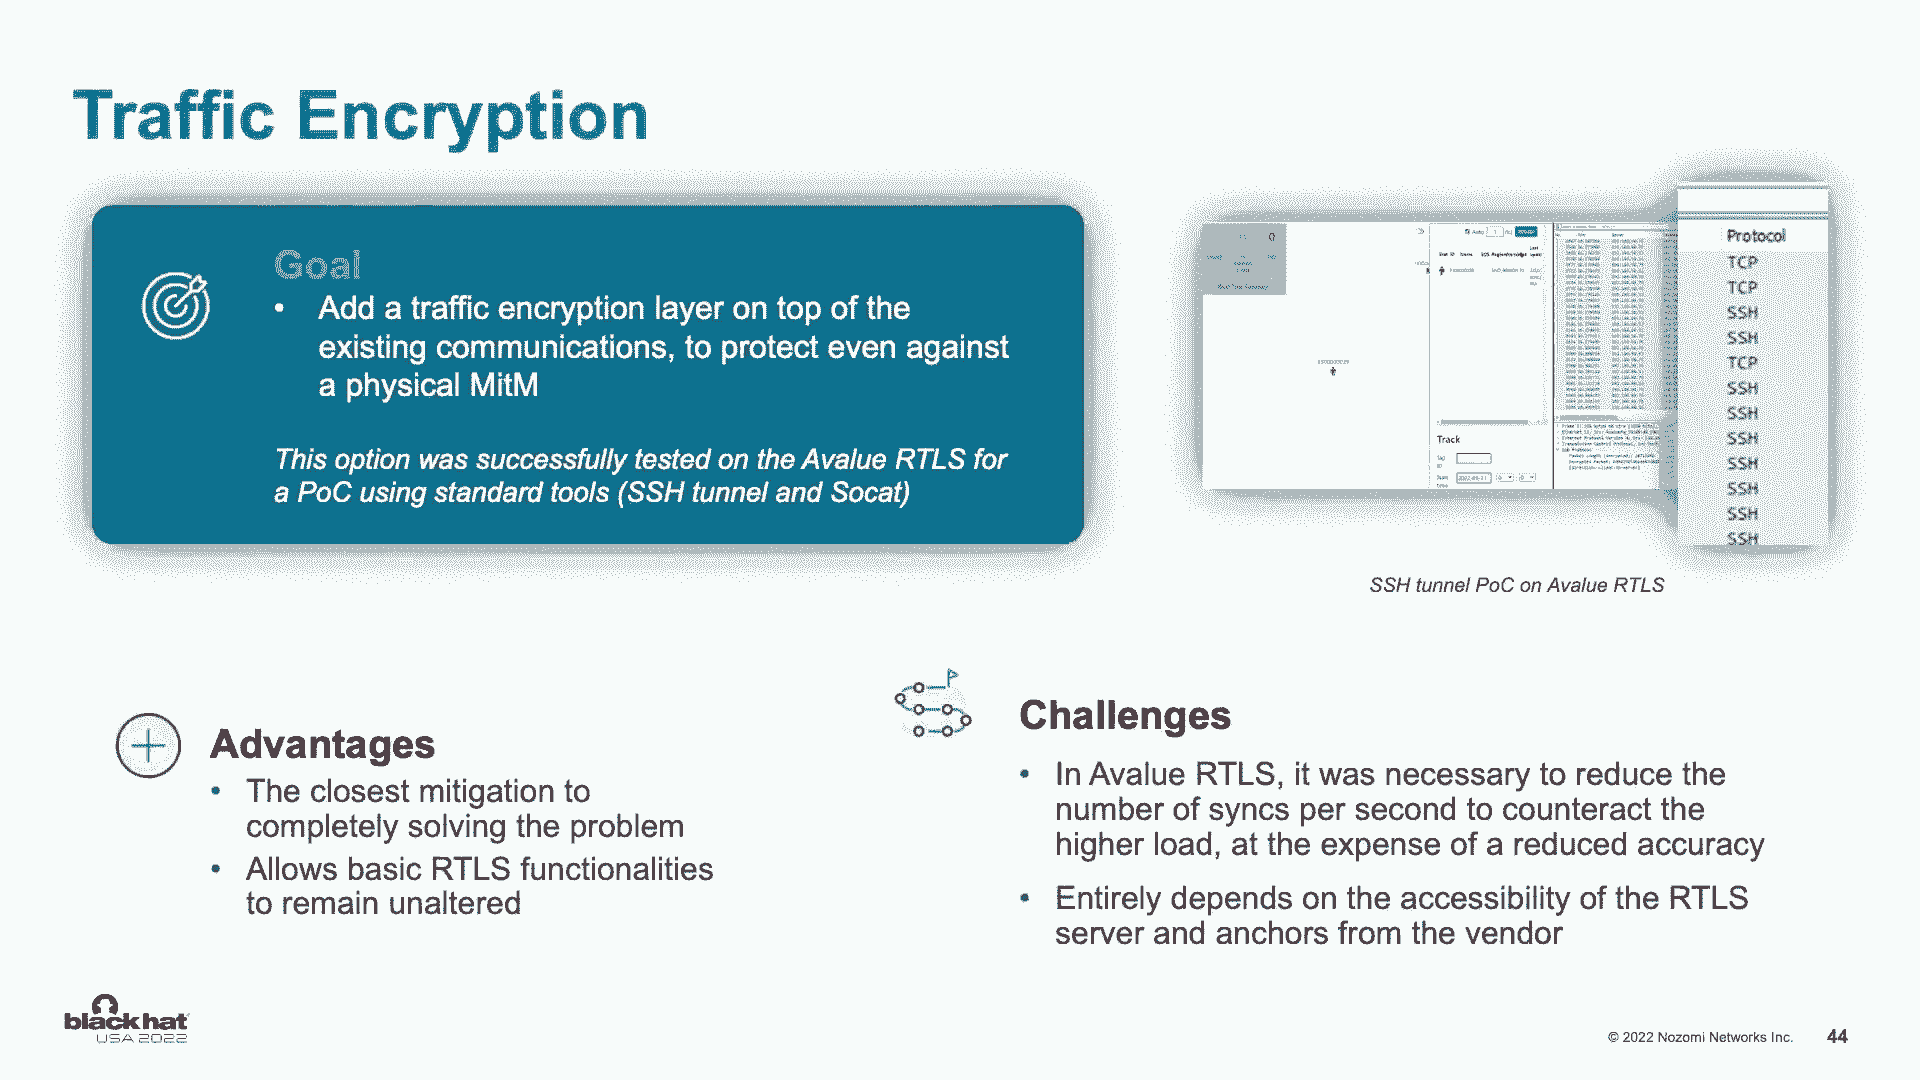 Traffic Encryption
Goal
• Add a traffic encryption layer on top of the
existing communications, to protect even against
a physical MitM
This option was successfully tested on the Avalue RTLS for
a PoC using standard tools (SSH tunnel and Socat)
Auto
1
Track
Protocol
TCP
TCP
SSH
SSH
TCP
SSH
SSH
SSH
SSH
SSH
SSH
SSH
SSH tunnel PoC on Avalue RTLS
Advantages
• The closest mitigation to
completely solving the problem
• Allows basic RTLS functionalities
to remain unaltered
Challenges
• In Avalue RTLS, it was necessary to reduce the
number of syncs per second to counteract the
higher load, at the expense of a reduced accuracy
• Entirely depends on the accessibility of the RTLS
server and anchors from the vendor
black hat
USA 2022
© 2022 Nozomi Networks Inc.
44